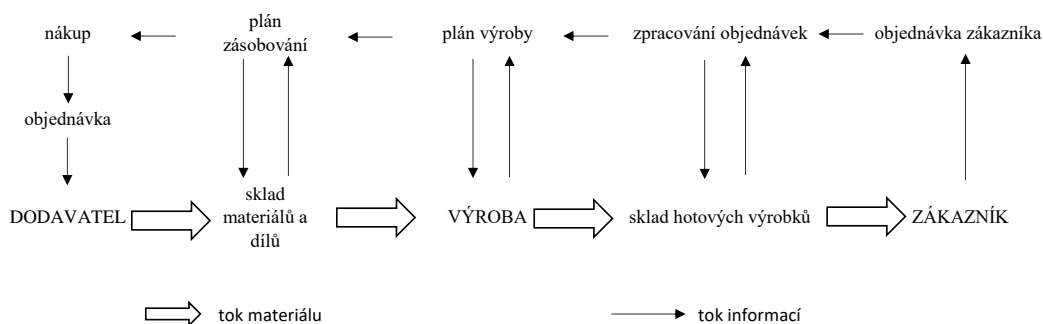 nákup
plán
zásobování
plán výroby
zpracování objednávek
objednávka zákazníka
objednávka
DODAVATEL
sklad
materiálů a
dílů
VÝROBA
sklad hotových výrobků
ZÁKAZNÍK
tok materiálu
tok informací